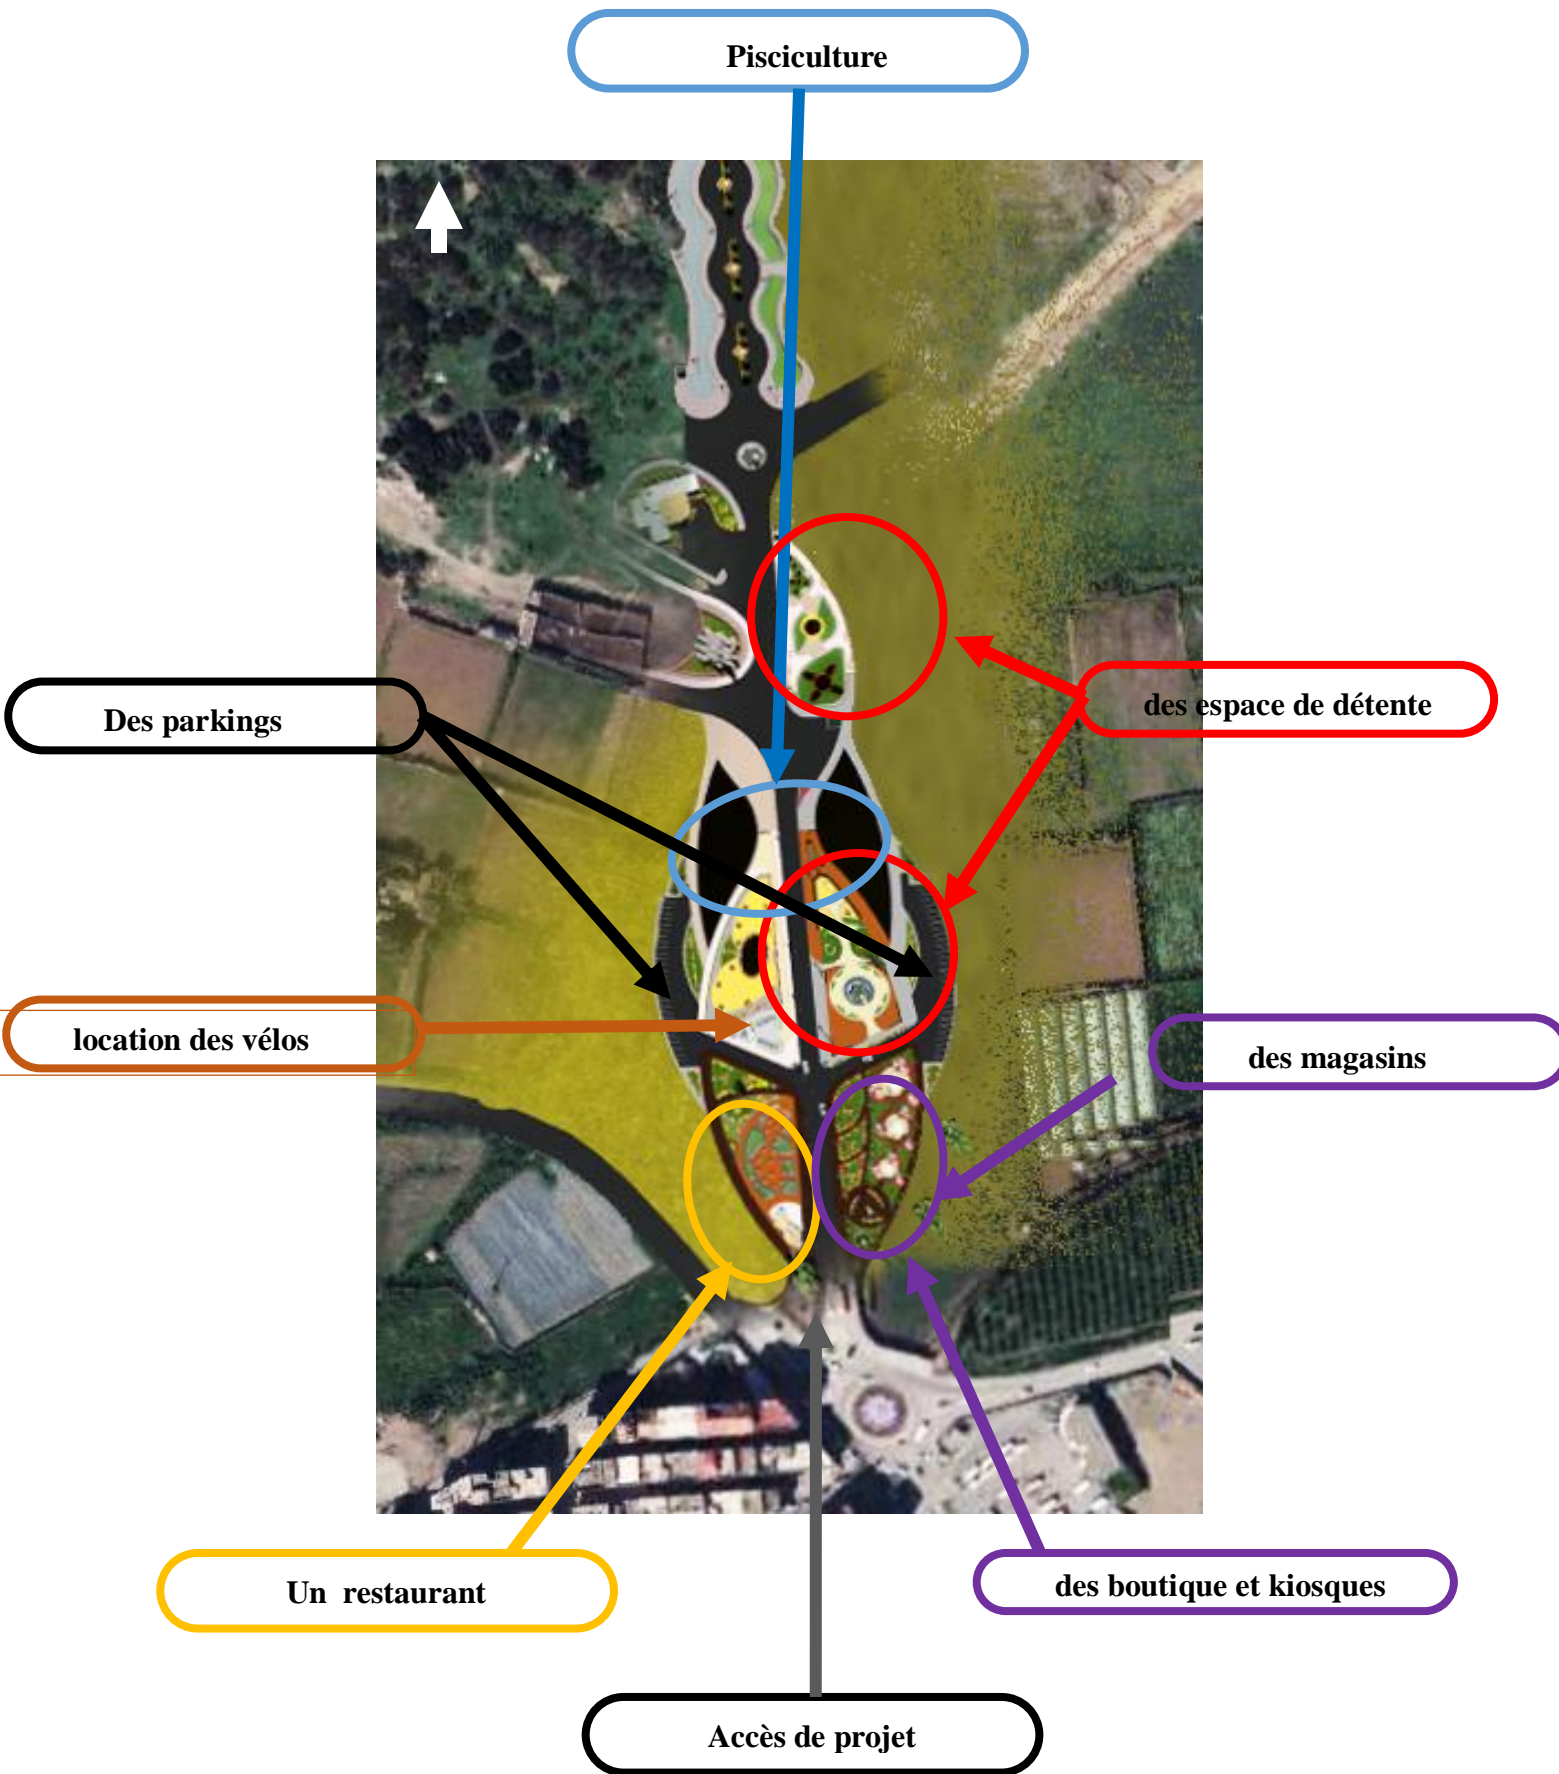 Pisciculture
des espace de détente
Des parkings
location des vélos
des magasins
Un restaurant
des boutique et kiosques
Accès de projet